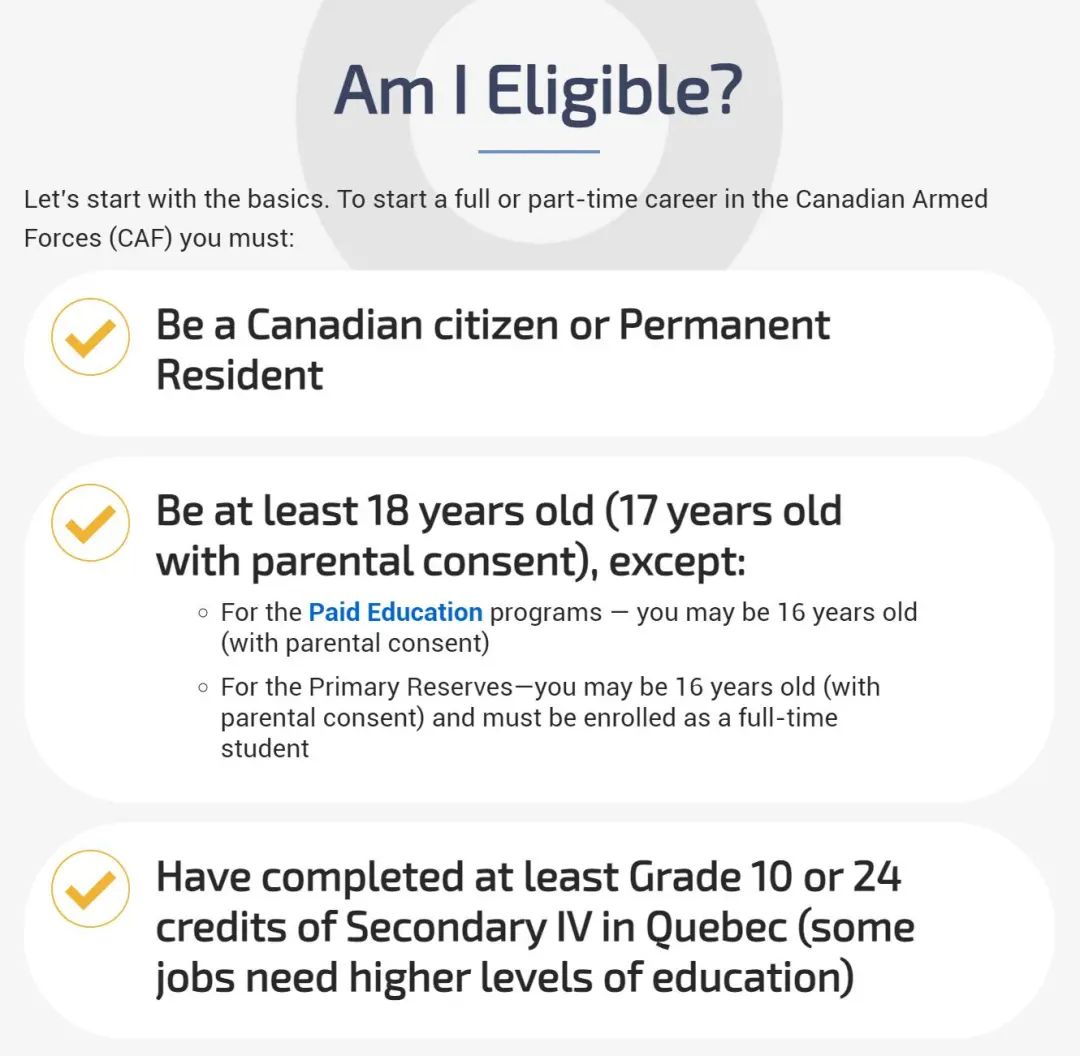 Am I Eligible?
Let's start with the basics. To start a full or part-time career in the Canadian Armed
Forces (CAF) you must:
Be a Canadian citizen or Permanent
Resident
Be at least 18 years old (17 years old
with parental consent), except:
For the Paid Education programs — you may be 16 years old
(with parental consent)
For the Primary Reserves—you may be 16 years old (with
parental consent) and must be enrolled as a full-time
student
Have completed at least Grade 10 or 24
credits of Secondary IV in Quebec (some
jobs need higher levels of education)